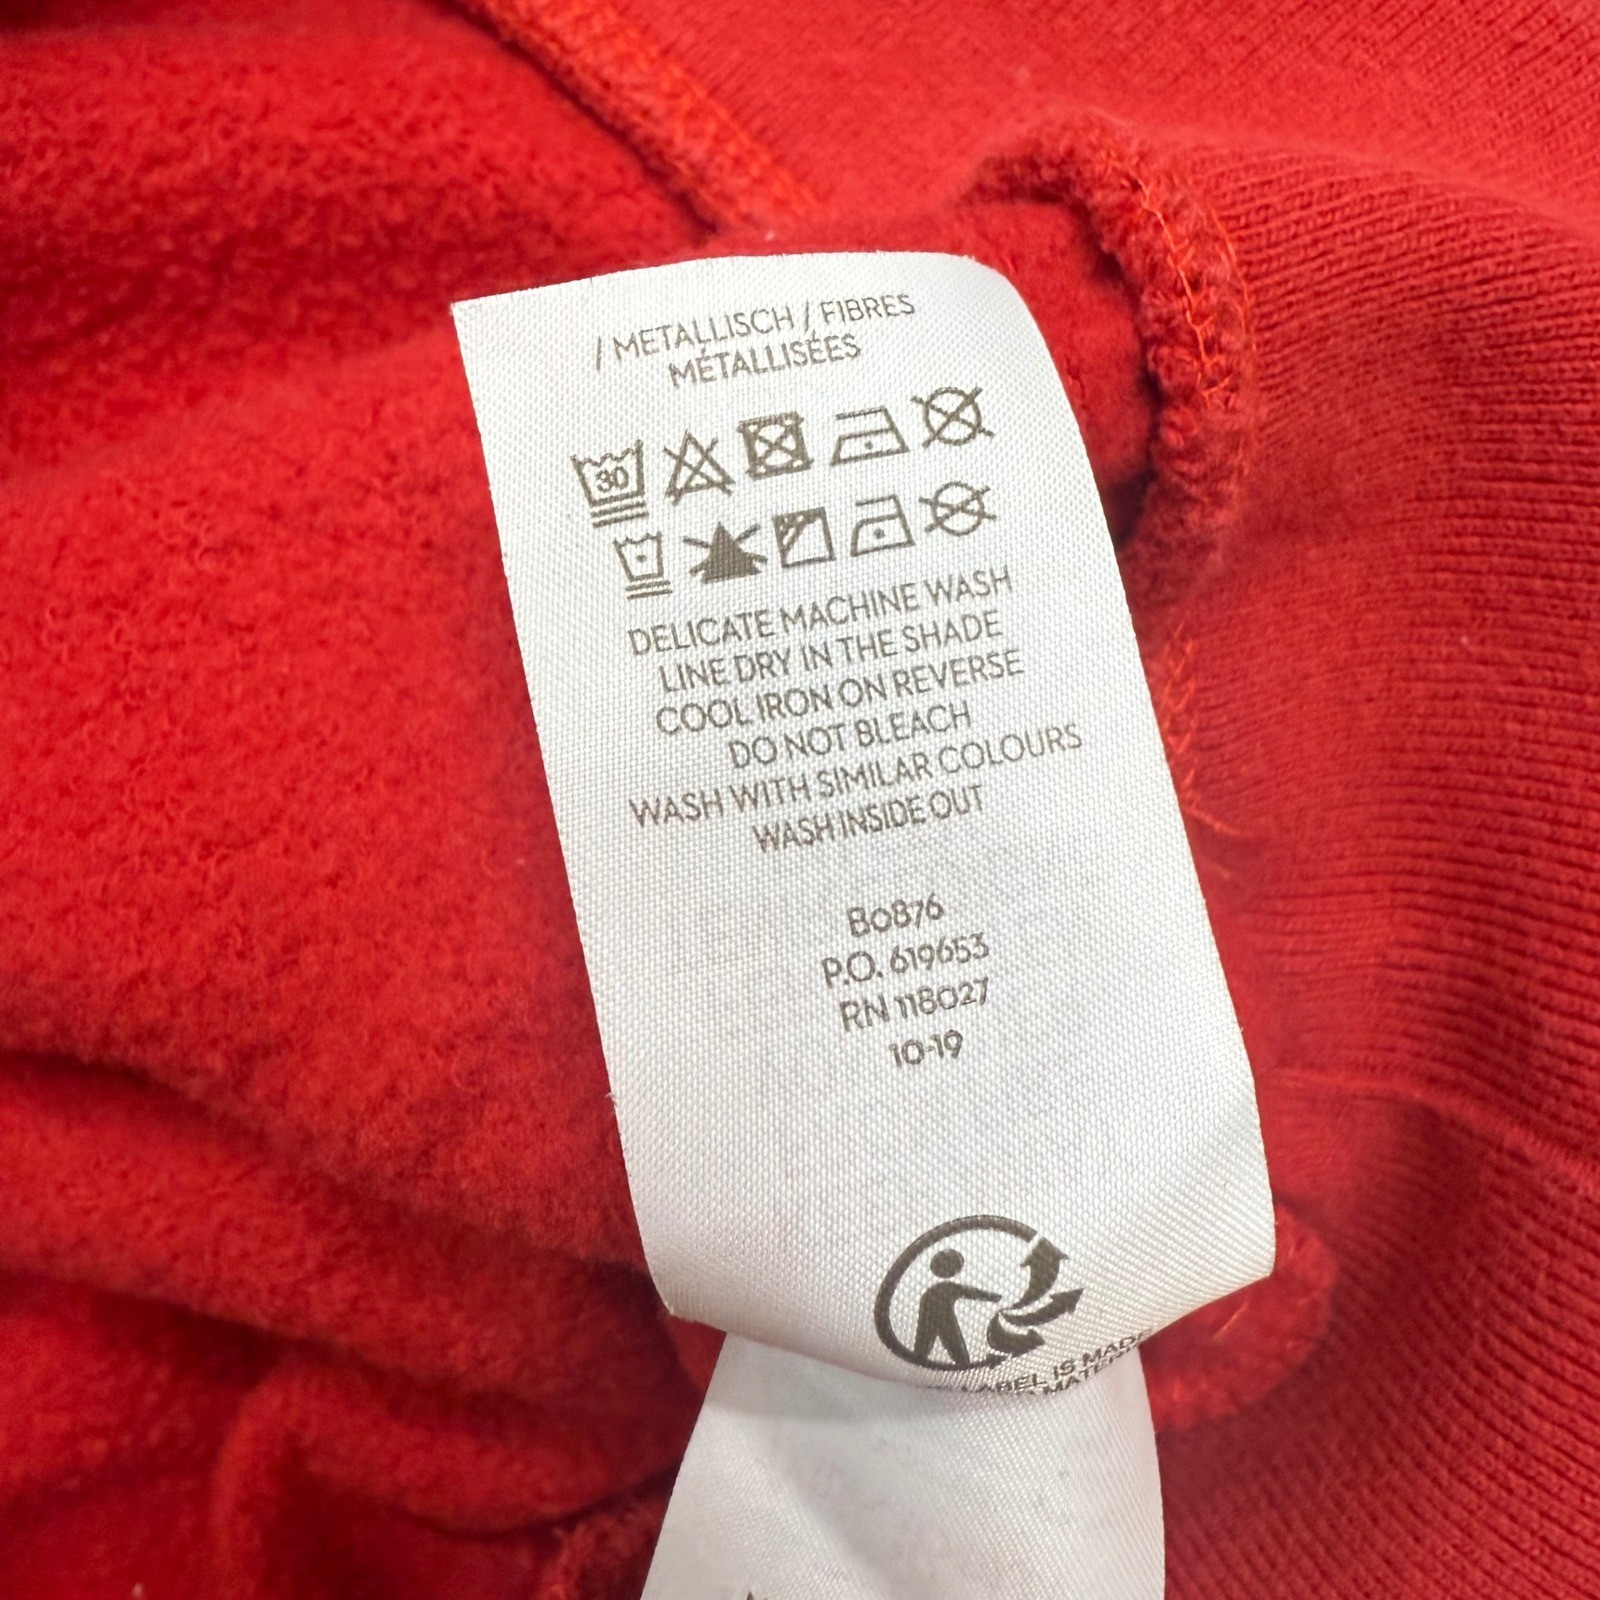 / METALLISCH / FIBRES
MÉTALLISÉES
30
DELICATE MACHINE WASH
LINE DRY IN THE SHADE
COOL IRON ON REVERSE
DO NOT BLEACH
WASH WITH SIMILAR COLOURS
WASH INSIDE OUT
B0876
P.O. 619653
RN 118027
10-19
LABEL IS MADE